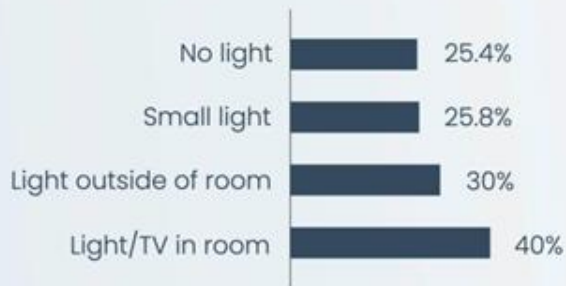 No light 25.4%
Small light 25.8%
Light outside of room 30%
Light/TV in room 40%